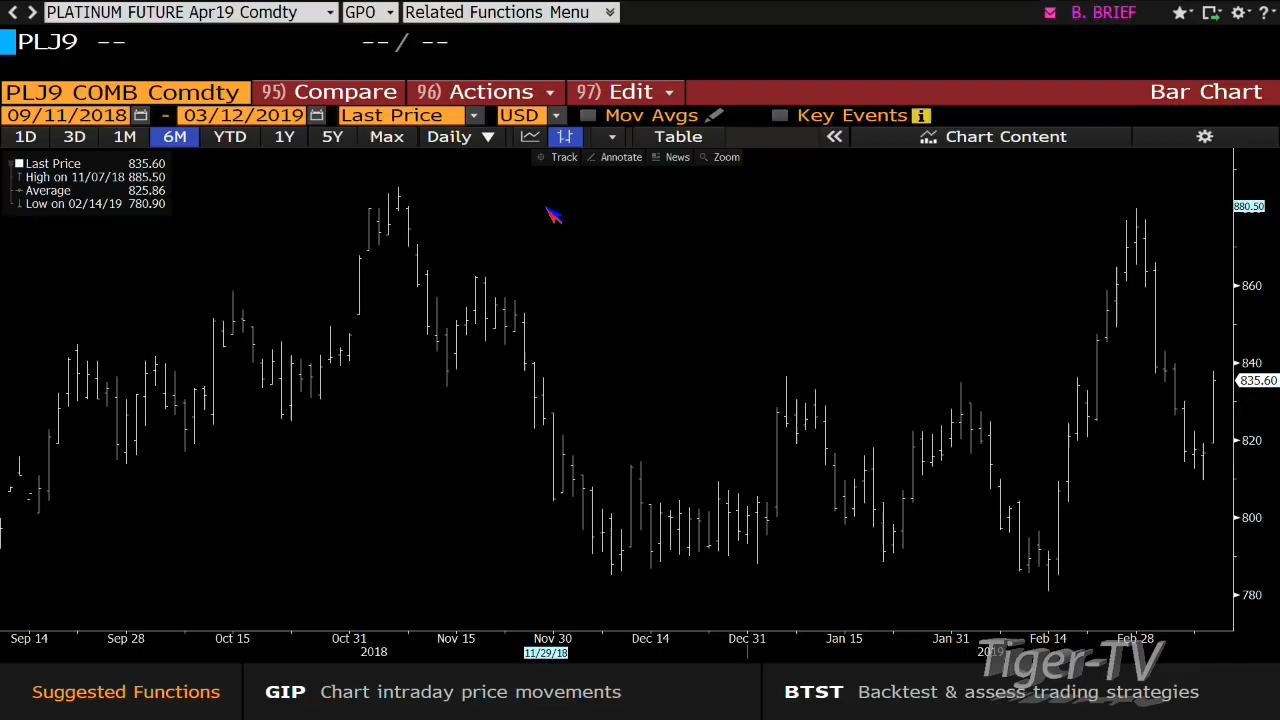 PLATINUM FUTURE Apr19 Comdty GPO Related Functions Menu B. BRIEF ?
PLJ9 -- -- / --
PLJ9 COMB Comdty 95) Compare 96) Actions 97) Edit Bar Chart
09/11/2018 - 03/12/2019 Last Price USD Mov Avgs Key Events
1D 3D 1M 6M YTD 1Y 5Y Max Daily Table Chart Content
Track Annotate News Zoom
Last Price 835.60
High on 11/07/18 885.50
Average 825.86
Low on 02/14/19 780.90
880.50
860
840
835.60
820
800
780
Sep 14 Sep 28 Oct 15 Oct 31 Nov 15 Nov 30 Dec 14 Dec 31 Jan 15 Jan 31 Feb 14 Feb 28
2018 11/29/18 2019
Tiger-TV
Suggested Functions GIP Chart intraday price movements BTST Backtest & assess trading strategies